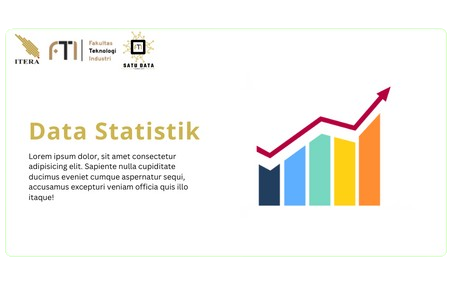 ITERA
FTI
Fakultas
Teknologi
Industri
SATU DATA
Data Statistik
Lorem ipsum dolor, sit amet consectetur
adipisicing elit. Sapiente nulla cupiditate
ducimus eveniet cumque aspernatur sequi,
accusamus excepturi veniam officia quis illo
itaque!